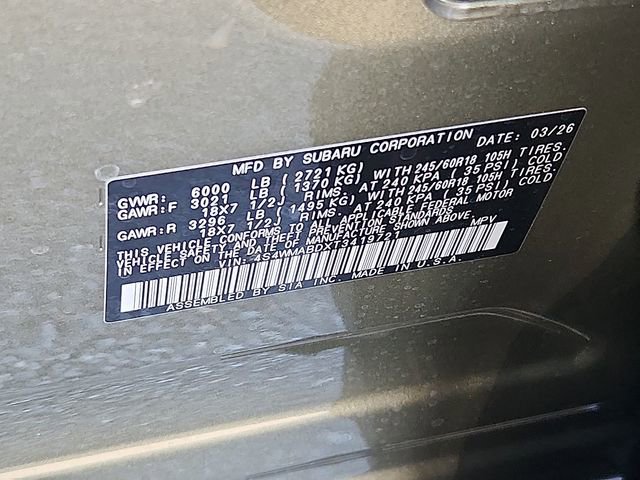 MFD BY SUBARU CORPORATION DATE: 03/26
GVWR: 6000 LB (2721 KG)
GAWR: F 3021 LB (1370 KG) WITH 245/60R18 105H TIRES.
18X7 1/2J RIMS. AT 240 KPA (35 PSI) COLD
GAWR: R 3296 LB (1495 KG) WITH 245/60R18 105H TIRES.
18X7 1/2J RIMS. AT 240 KPA (35 PSI) COLD
THIS VEHICLE CONFORMS TO ALL APPLICABLE FEDERAL MOTOR
VEHICLE SAFETY STANDARDS
IN EFFECT ON THE DATE OF MANUFACTURE SHOWN ABOVE.
VIN: 4S4WMABDXT3419721 MPV
ASSEMBLED BY SIA INC. MADE IN U.S.A.